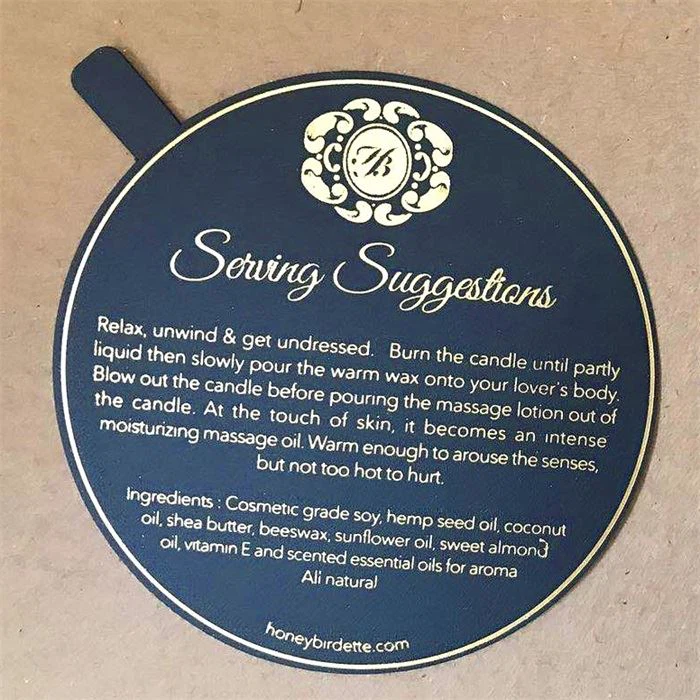 HB
Serving Suggestions
Relax, unwind & get undressed. Burn the candle until partly
liquid then slowly pour the warm wax onto your lover's body.
Blow out the candle before pouring the massage lotion out of
the candle. At the touch of skin, it becomes an intense
moisturizing massage oil. Warm enough to arouse the senses,
but not too hot to hurt.
Ingredients : Cosmetic grade soy, hemp seed oil, coconut
oil, shea butter, beeswax, sunflower oil, sweet almond
oil, vitamin E and scented essential oils for aroma
All natural
honeybirdette.com